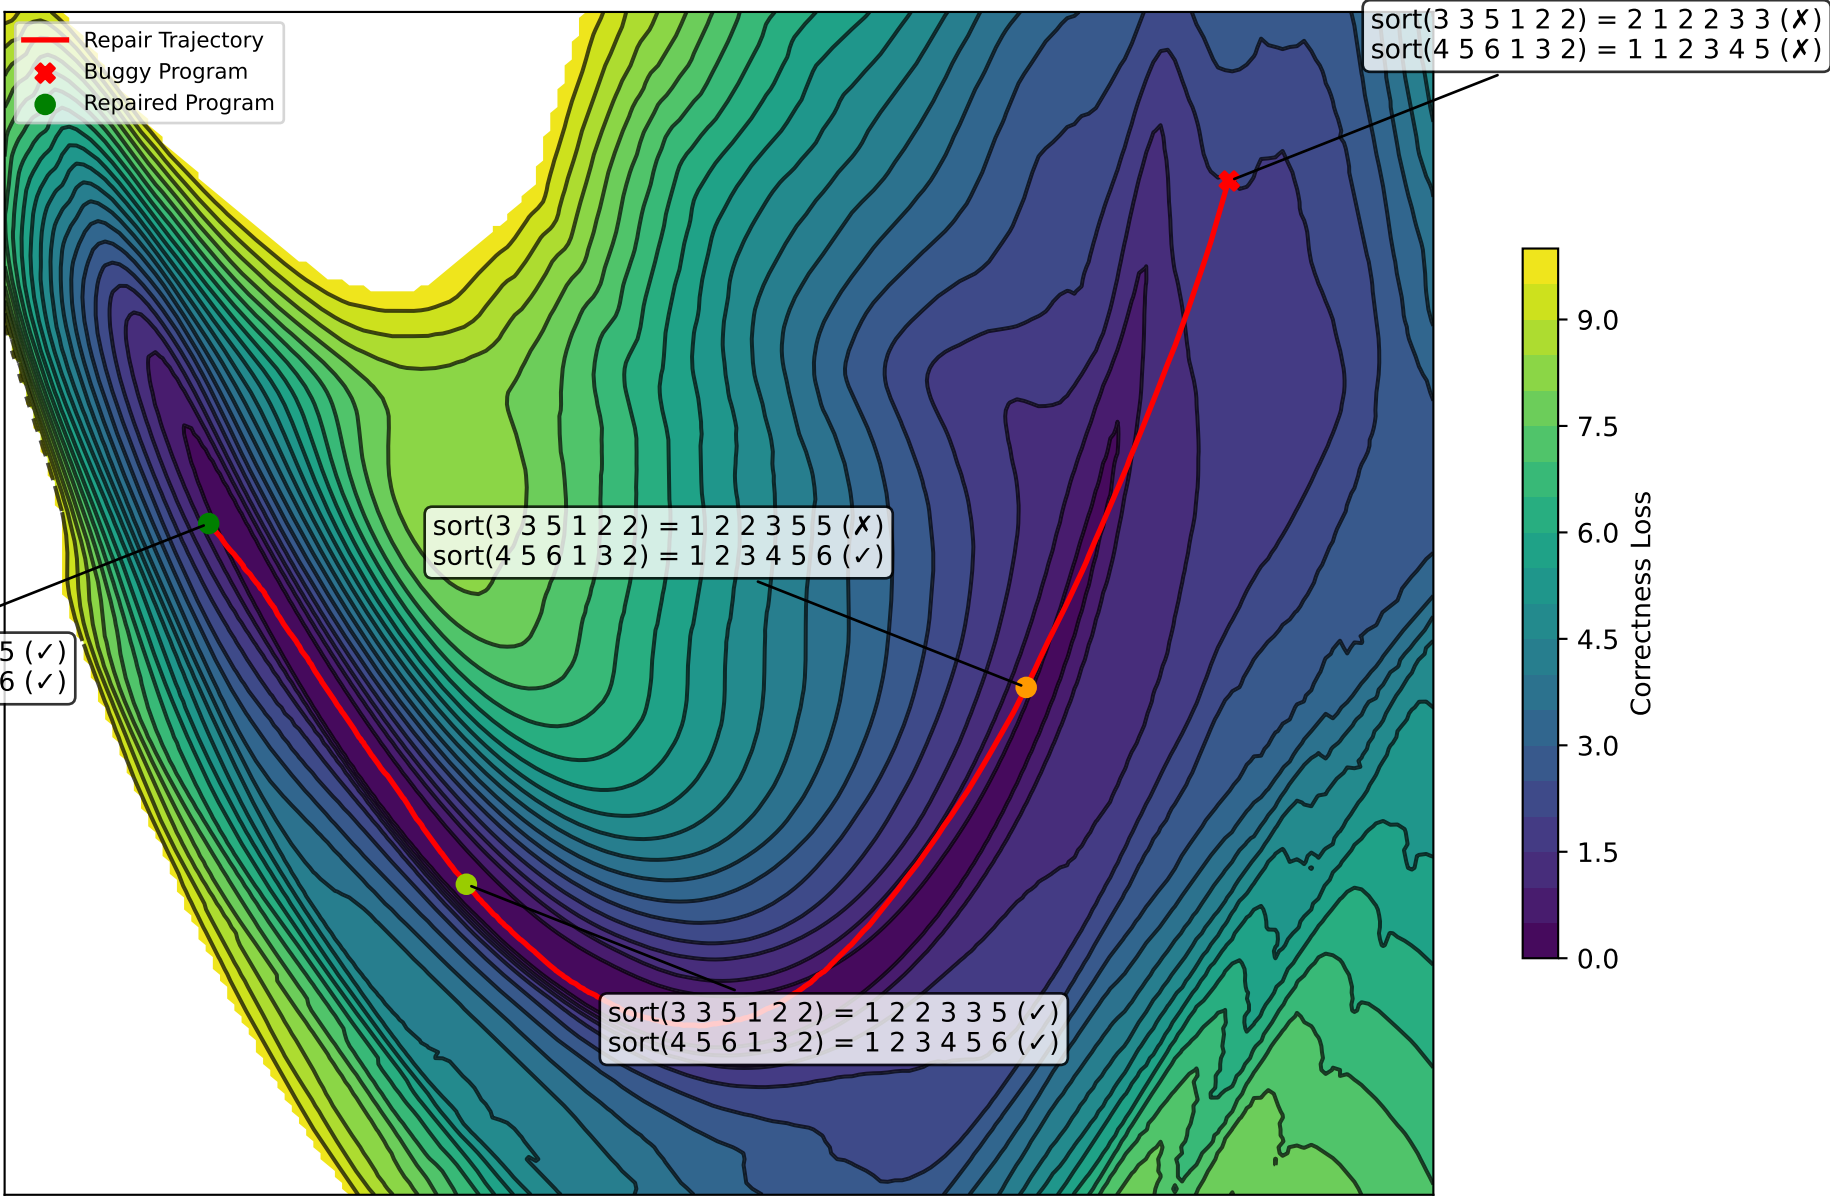 Repair Trajectory
Buggy Program
Repaired Program
sort(3 3 5 1 2 2) = 2 1 2 2 3 3 (✗)
sort(4 5 6 1 3 2) = 1 1 2 3 4 5 (✗)
sort(3 3 5 1 2 2) = 1 2 2 3 5 5 (✗)
sort(4 5 6 1 3 2) = 1 2 3 4 5 6 (✓)
5 (✓)
6 (✓)
sort(3 3 5 1 2 2) = 1 2 2 3 3 5 (✓)
sort(4 5 6 1 3 2) = 1 2 3 4 5 6 (✓)
9.0
7.5
6.0
4.5
3.0
1.5
0.0
Correctness Loss